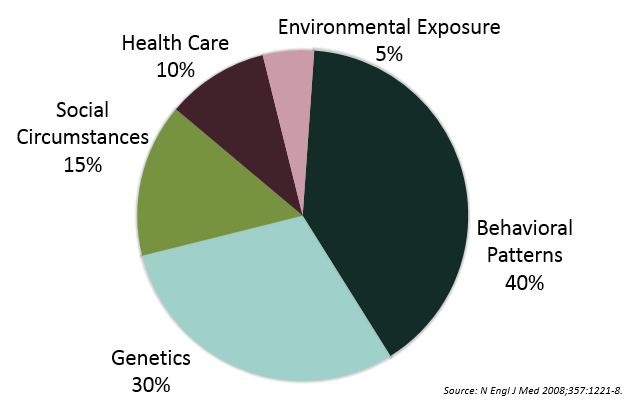 Environmental Exposure
5%
Health Care
10%
Social
Circumstances
15%
Behavioral
Patterns
40%
Genetics
30%
Source: N Engl J Med 2008;357:1221-8.